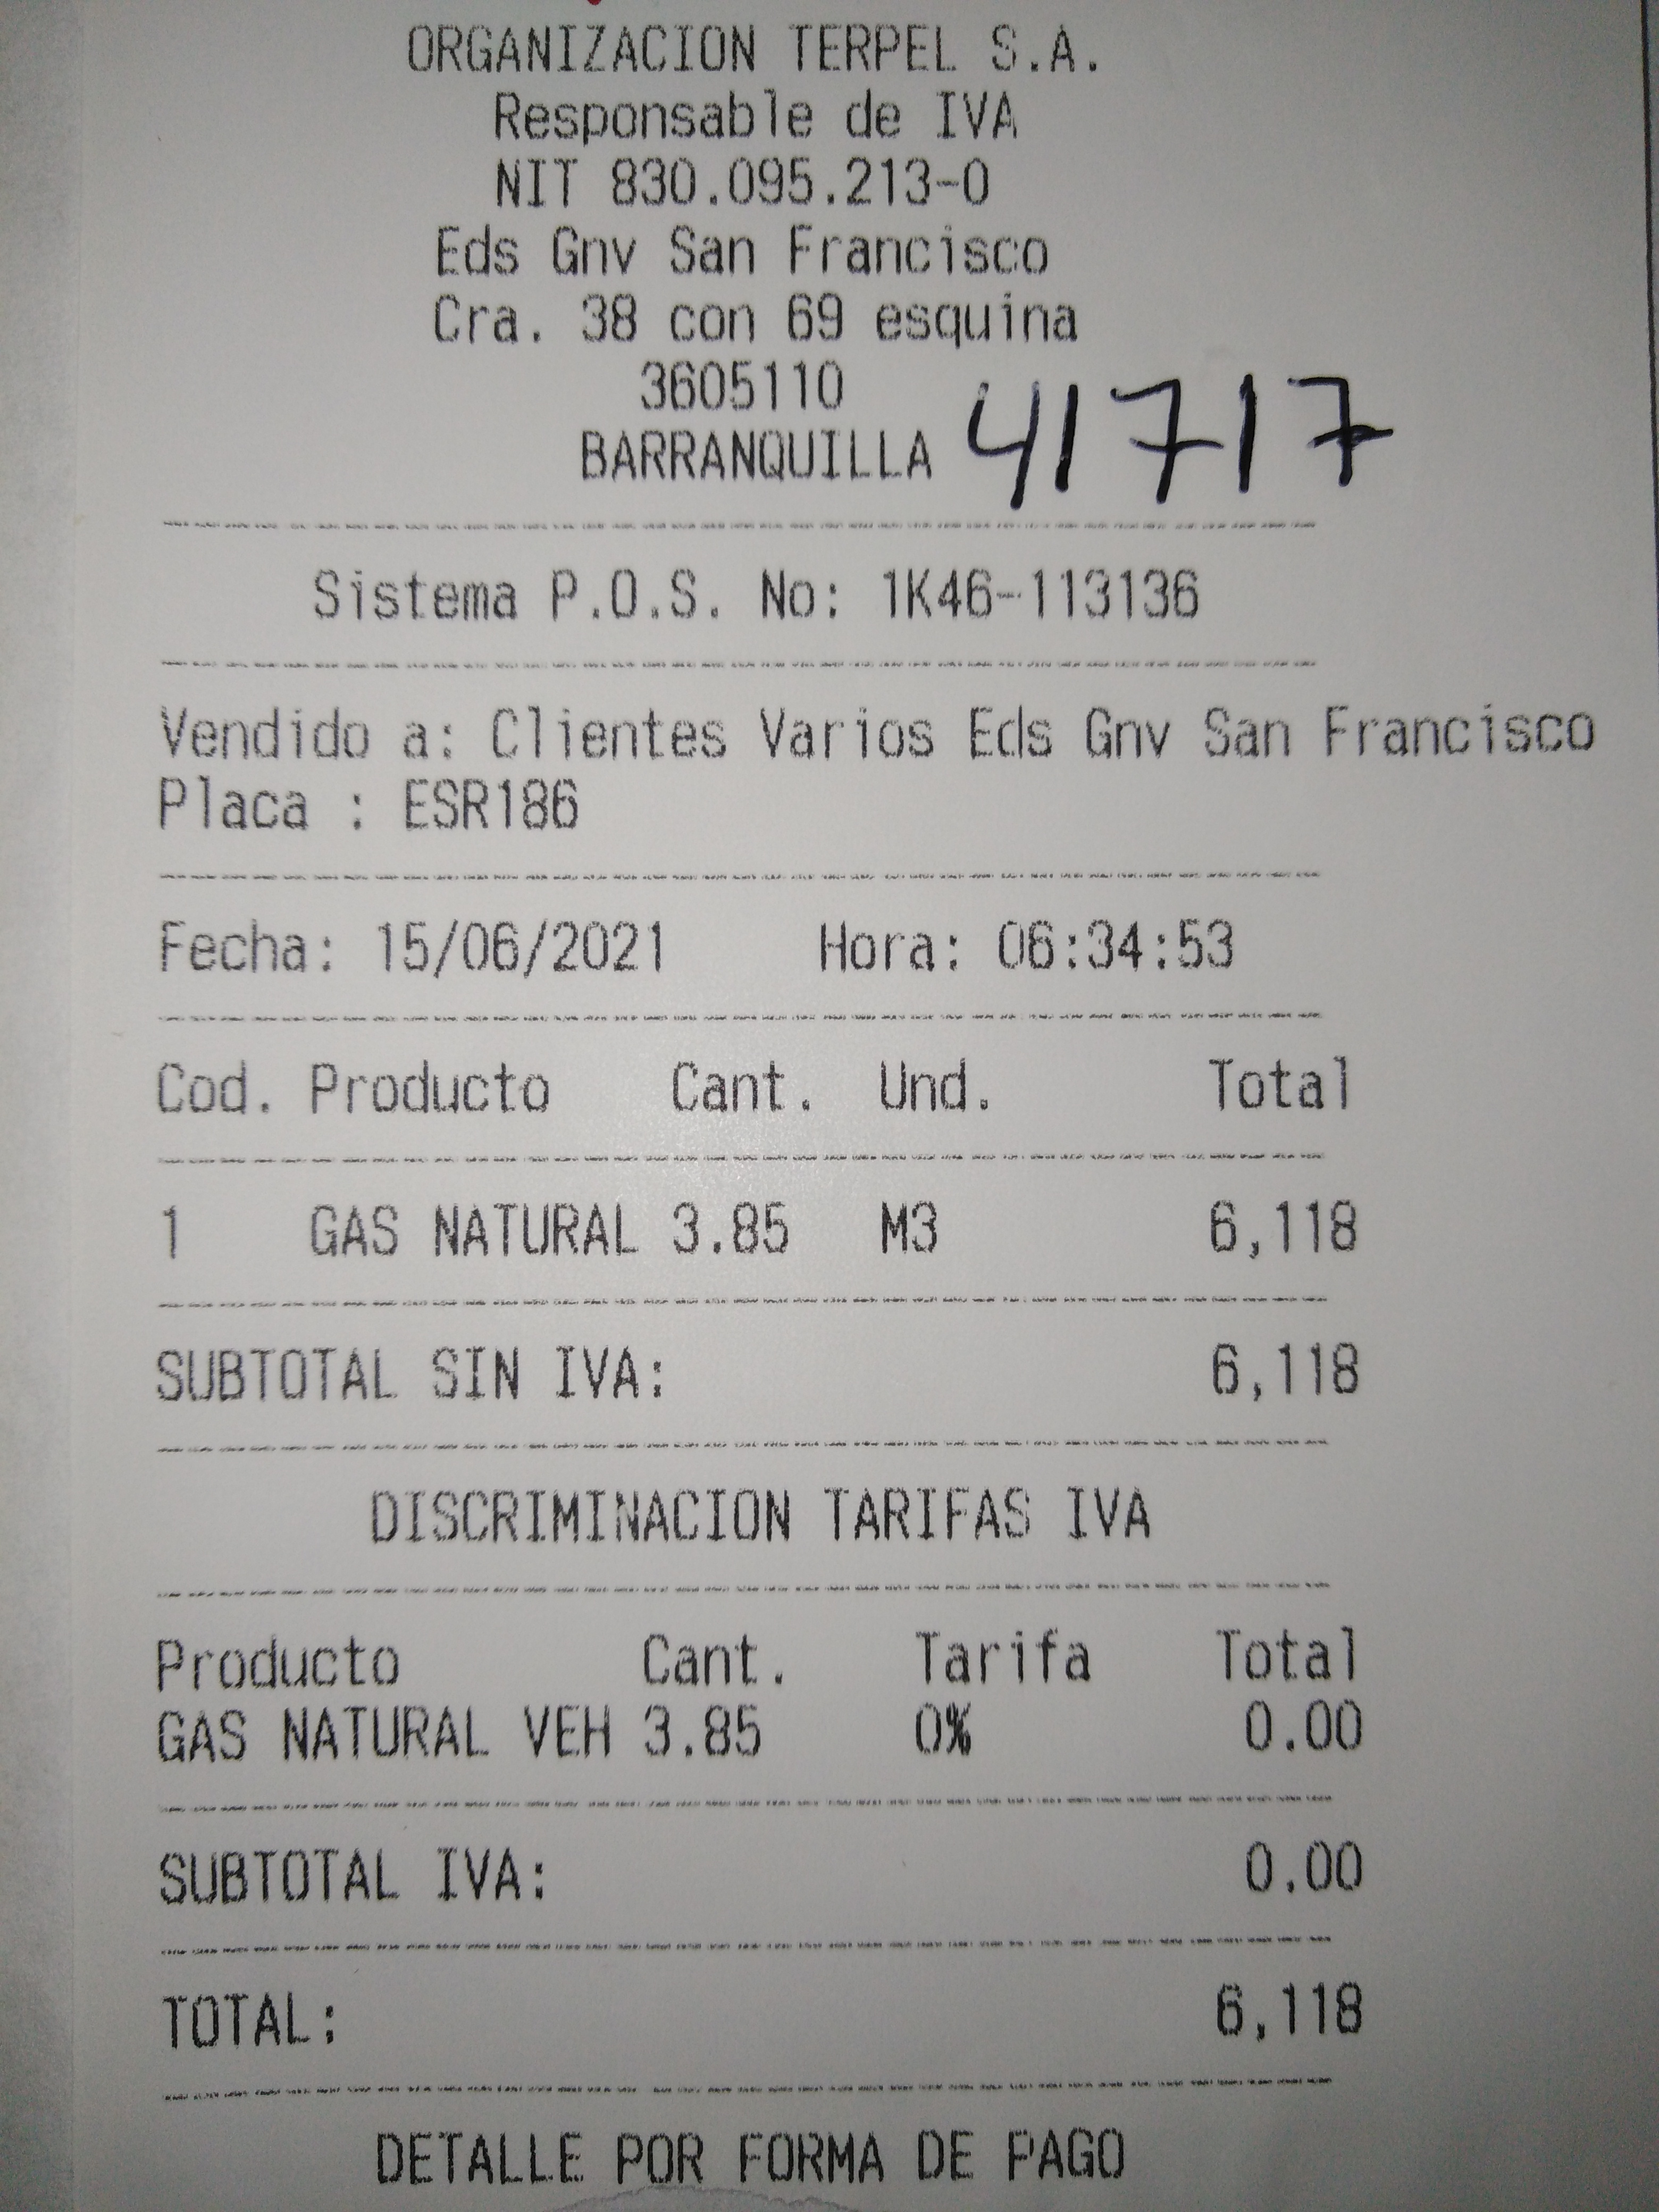 ORGANIZACION TERPEL S.A.
Responsable de IVA
NIT 830.095.213-0
Eds Gnv San Francisco
Cra. 38 con 69 esquina
3605110
BARRANQUILLA 41717
Sistema P.O.S. No: 1K46-113136
Vendido a: Clientes Varios Eds Gnv San Francisco
Placa : ESR186
Fecha: 15/06/2021 Hora: 06:34:53
Cod. Producto Cant. Und. Total
1 GAS NATURAL 3.85 M3 6,118
SUBTOTAL SIN IVA: 6,118
DISCRIMINACION TARIFAS IVA
Producto Cant. Tarifa Total
GAS NATURAL VEH 3.85 0% 0.00
SUBTOTAL IVA: 0.00
TOTAL: 6,118
DETALLE POR FORMA DE PAGO